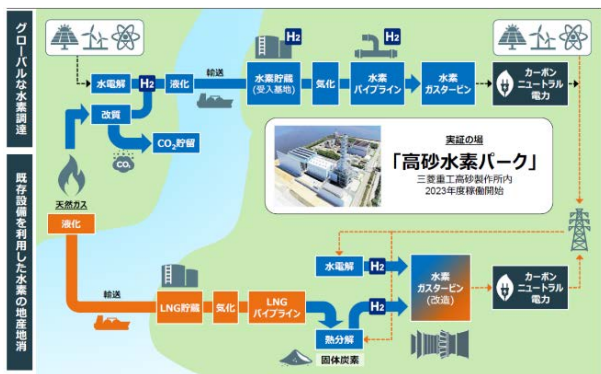 グローバルな水素調達
既存設備を利用した水素の地産地消
水電解
H2
液化
輸送
H2
水素貯蔵
(受入基地)
気化
H2
水素
パイプライン
水素
ガスタービン
カーボン
ニュートラル
電力
改質
CO₂貯留
CO₂
天然ガス
液化
実証の場
「高砂水素パーク」
三菱重工高砂製作所内
2023年度稼働開始
輸送
LNG貯蔵
気化
LNG
パイプライン
水電解
H2
熱分解
H2
固体炭素
水素
ガスタービン
(改造)
カーボン
ニュートラル
電力